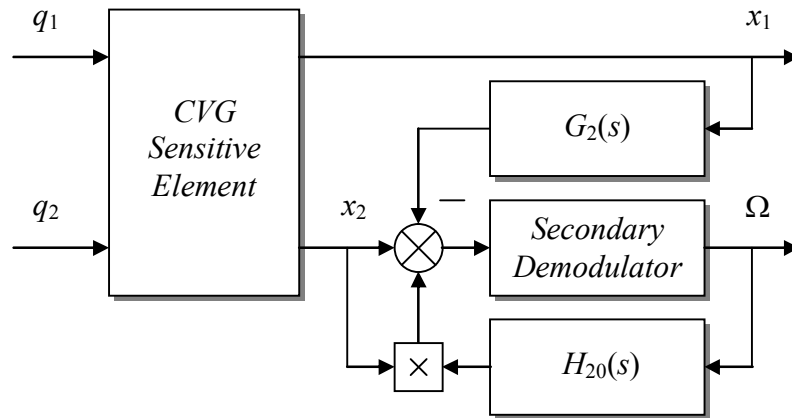 q₁
x₁
CVG
Sensitive
Element
G₂(s)
q₂
x₂
−
Secondary
Demodulator
Ω
×
H₂₀(s)